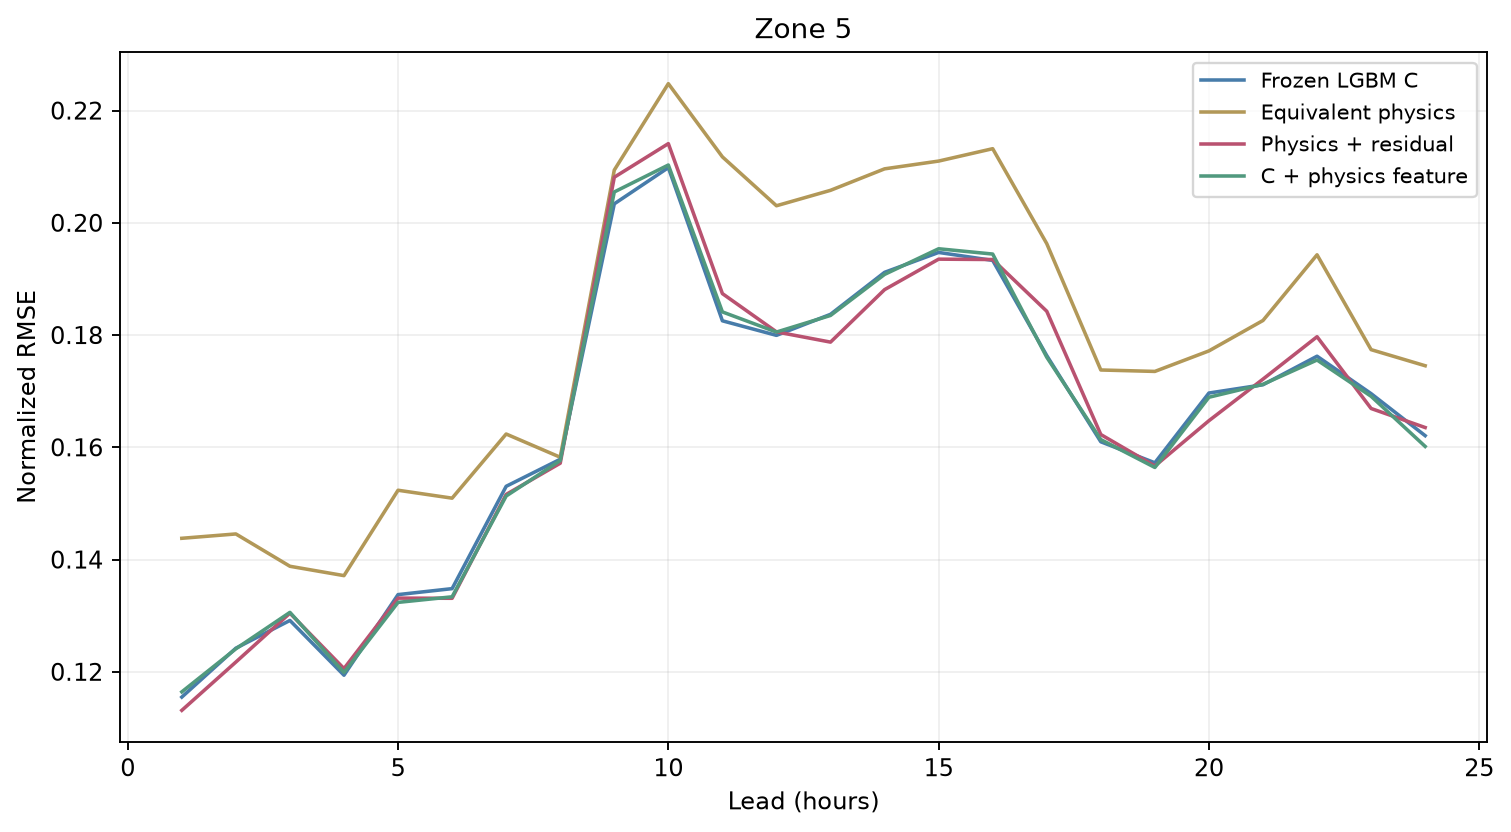 Zone 5
Normalized RMSE
0.22
0.20
0.18
0.16
0.14
0.12
Frozen LGBM C
Equivalent physics
Physics + residual
C + physics feature
0 5 10 15 20 25
Lead (hours)